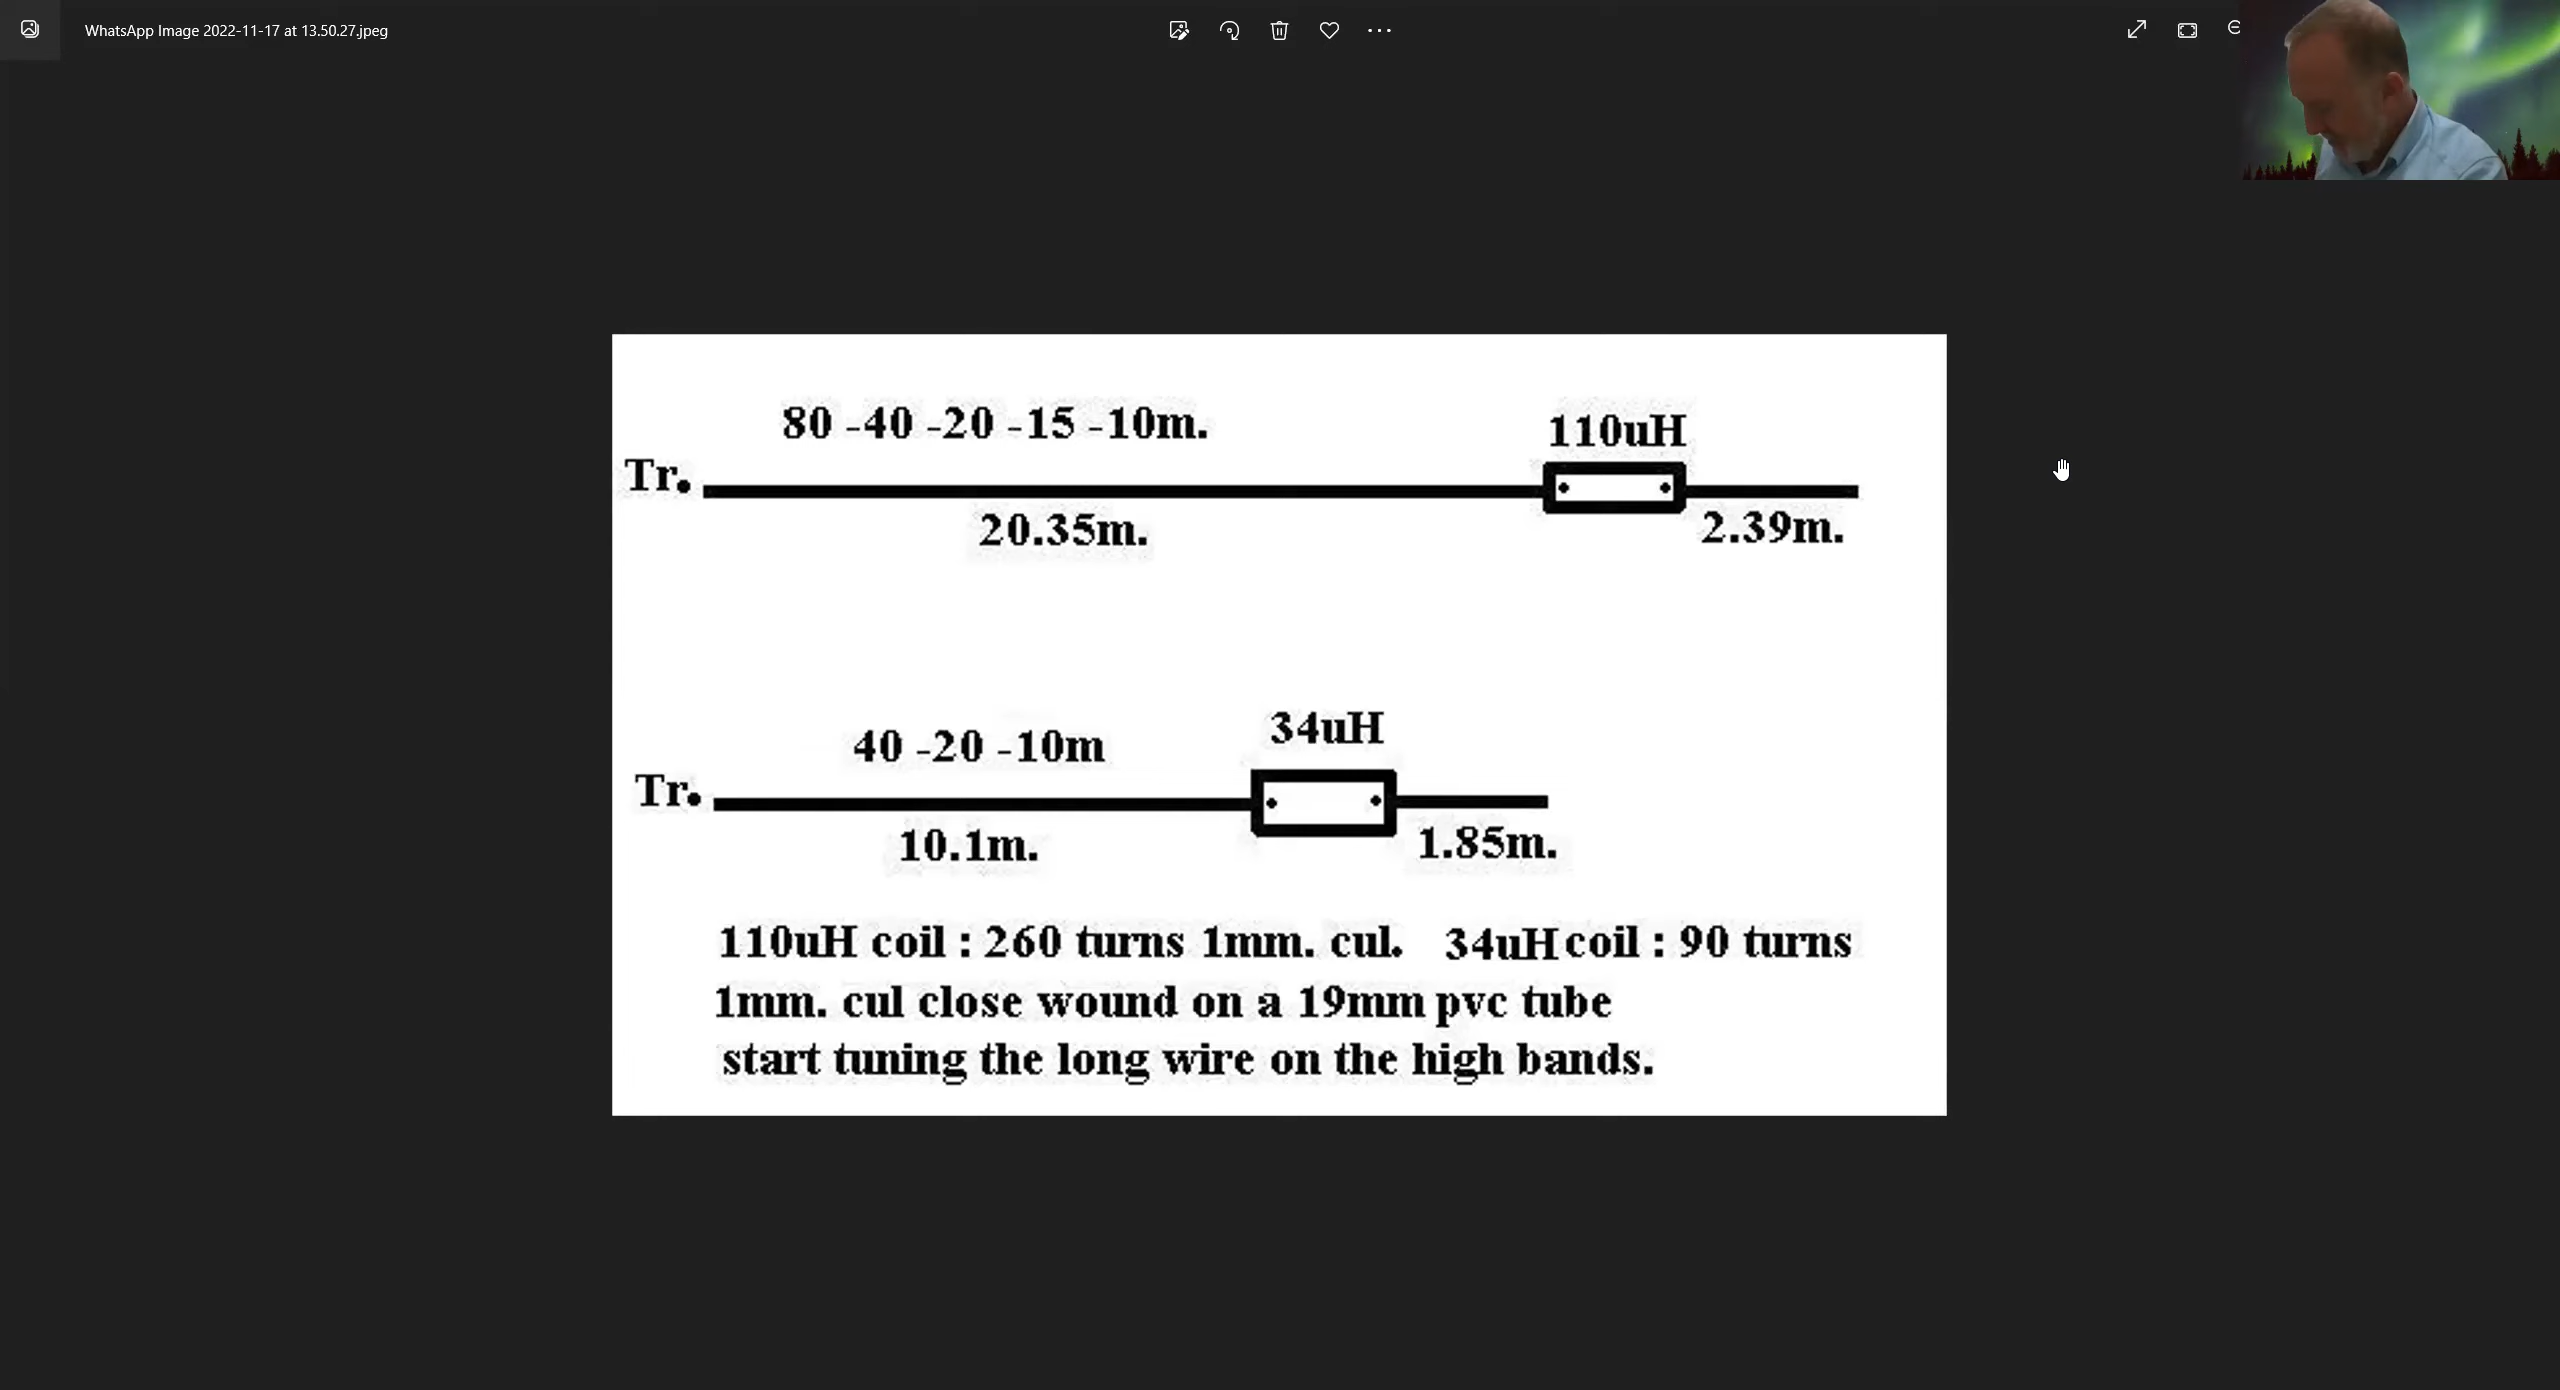 WhatsApp Image 2022-11-17 at 13.50.27.jpeg
80 -40 -20 -15 -10m.
110uH
Tr.
20.35m.
2.39m.
40 -20 -10m
34uH
Tr.
10.1m.
1.85m.
110uH coil : 260 turns 1mm. cul. 34uH coil : 90 turns
1mm. cul close wound on a 19mm pvc tube
start tuning the long wire on the high bands.